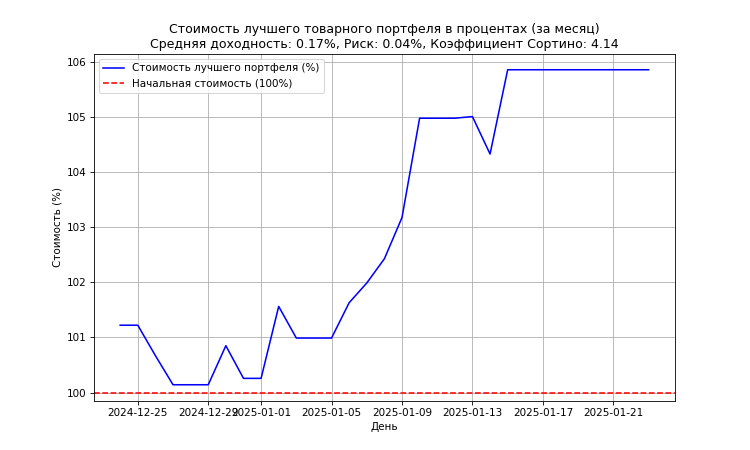 Стоимость лучшего товарного портфеля в процентах (за месяц)
Средняя доходность: 0.17%, Риск: 0.04%, Коэффициент Сортино: 4.14
Стоимость лучшего портфеля (%)
Начальная стоимость (100%)
Стоимость (%)
106
105
104
103
102
101
100
2024-12-25
2024-12-29
2025-01-01
2025-01-05
2025-01-09
2025-01-13
2025-01-17
2025-01-21
День